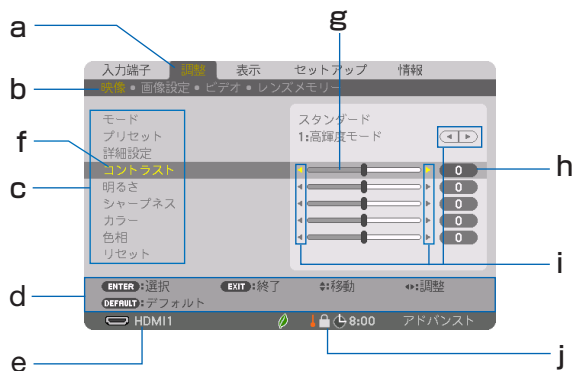 a
g
入力端子 調整 表示 セットアップ 情報
b
映像 • 画像設定 • ビデオ • レンズメモリー
モード スタンダード
プリセット 1:高輝度モード
詳細設定
f
コントラスト 0
h
c
明るさ 0
シャープネス 0
カラー 0
色相 0
リセット
i
d
ENTER:選択 EXIT:終了 :移動 :調整
DEFAULT:デフォルト
HDMI1 8:00 アドバンスト
e
j